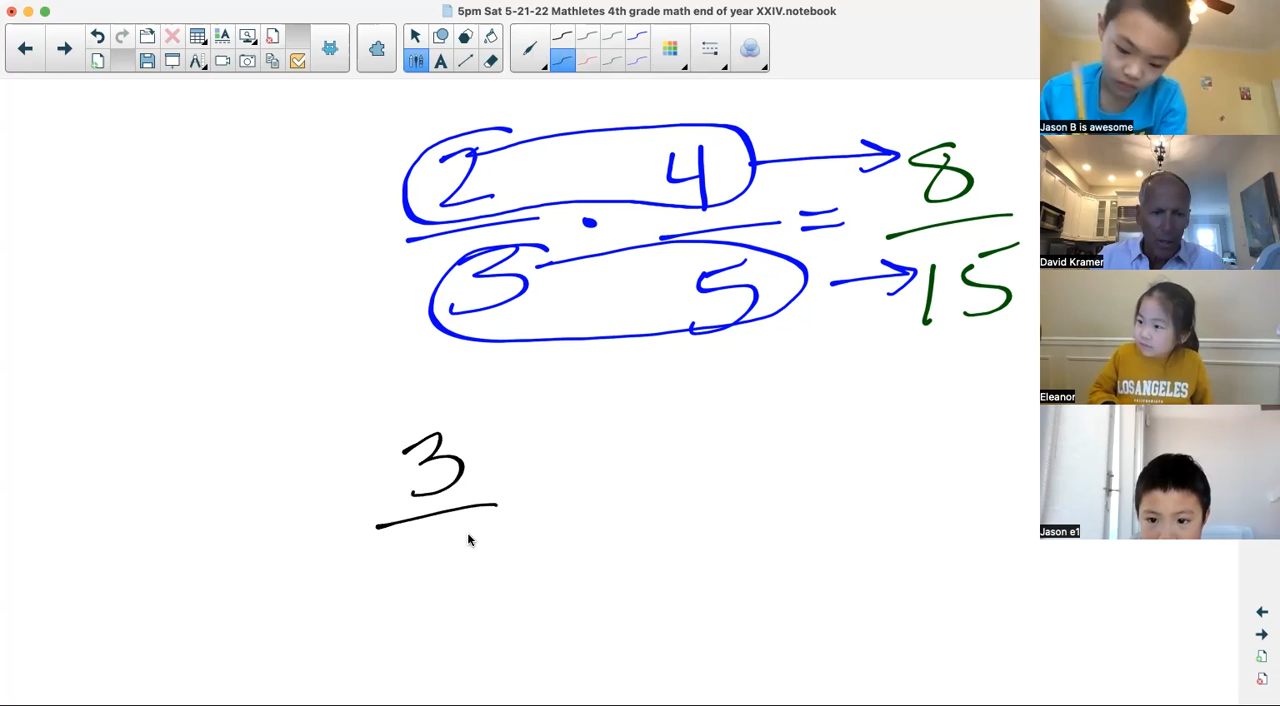 5pm Sat 5-21-22 Mathletes 4th grade math end of year XXIV.notebook
2 · 4 = 8
3 5 15
3
Jason B is awesome
David Kramer
LOS ANGELES
Eleanor
Jason e1